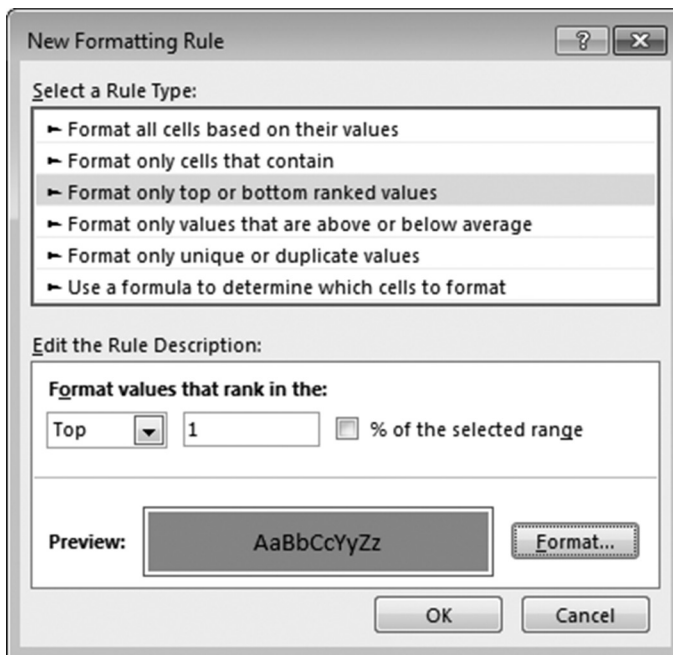 New Formatting Rule
?
Select a Rule Type:
► Format all cells based on their values
► Format only cells that contain
► Format only top or bottom ranked values
► Format only values that are above or below average
► Format only unique or duplicate values
► Use a formula to determine which cells to format
Edit the Rule Description:
Format values that rank in the:
Top 1 % of the selected range
Preview: AaBbCcYyZz Format...
OK Cancel